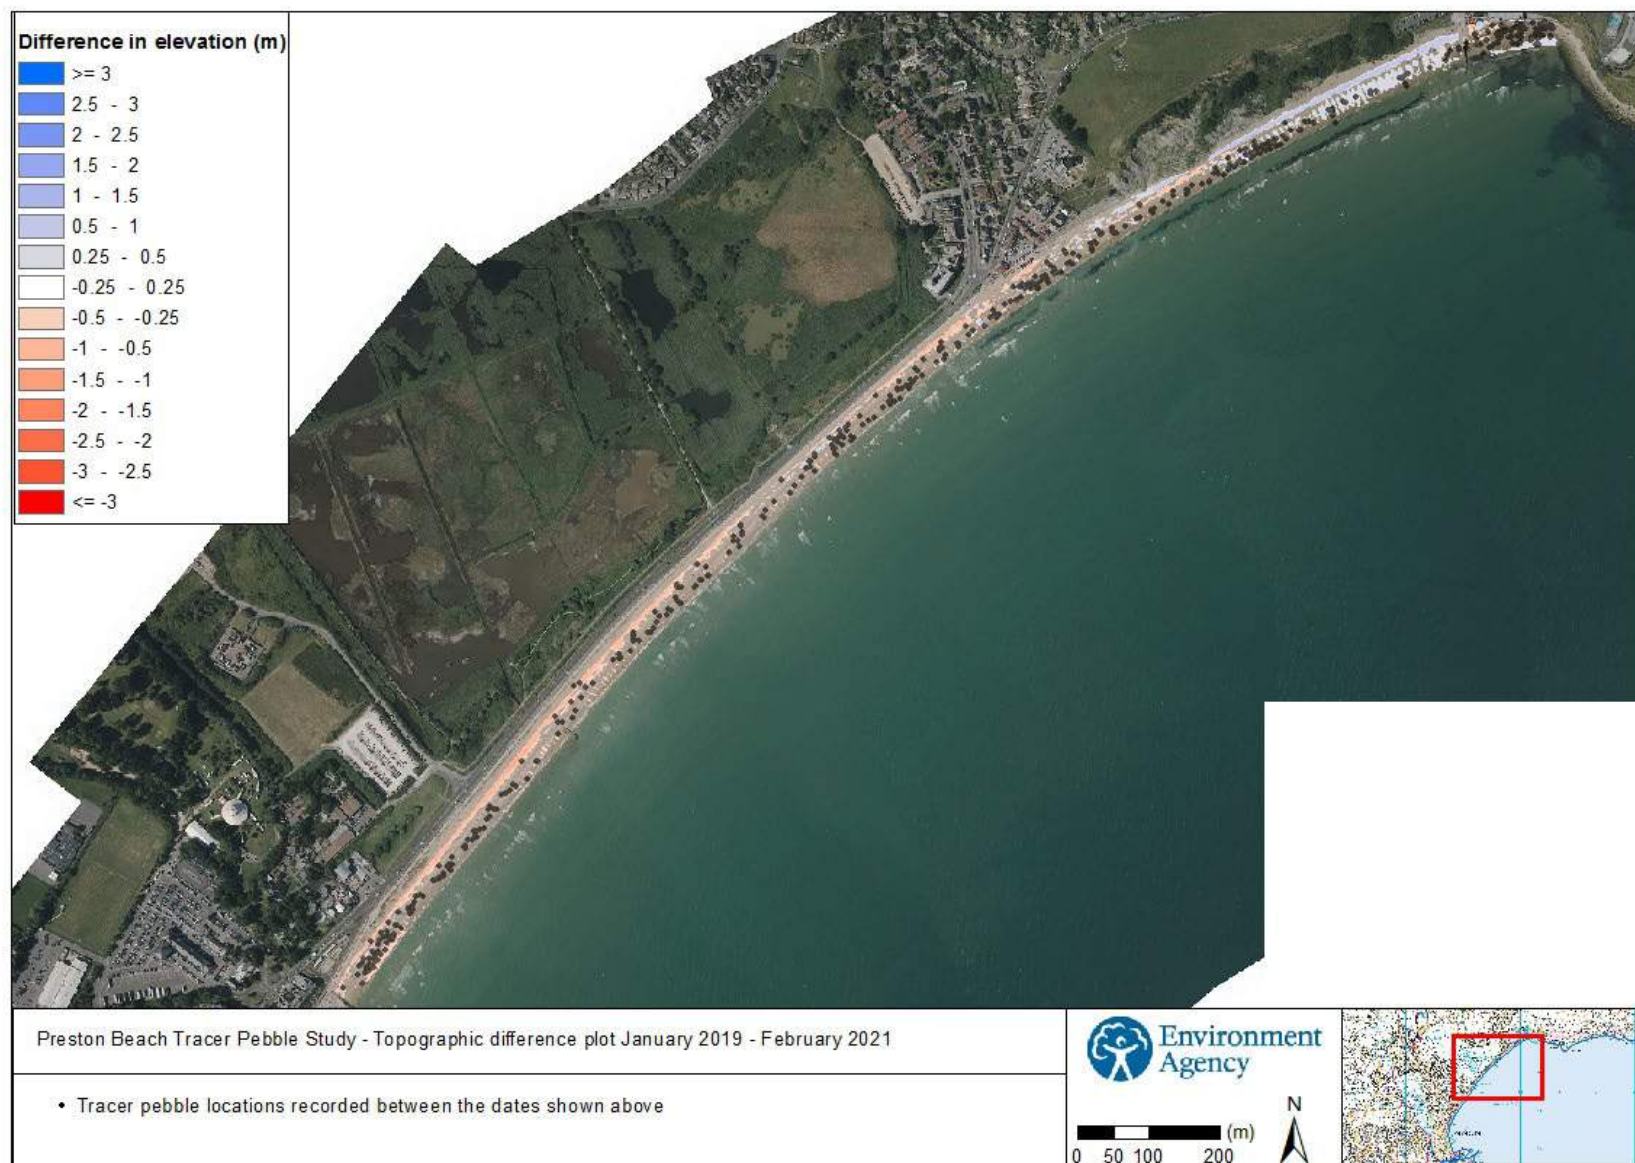 Difference in elevation (m)
>= 3
2.5 - 3
2 - 2.5
1.5 - 2
1 - 1.5
0.5 - 1
0.25 - 0.5
-0.25 - 0.25
-0.5 - -0.25
-1 - -0.5
-1.5 - -1
-2 - -1.5
-2.5 - -2
-3 - -2.5
<= -3
Preston Beach Tracer Pebble Study - Topographic difference plot January 2019 - February 2021
• Tracer pebble locations recorded between the dates shown above
Environment
Agency
N
(m)
0 50 100 200